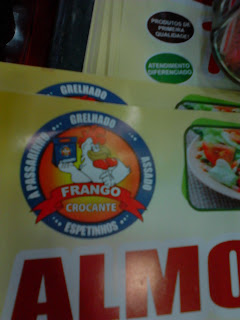 PRODUTOS
DE PRIMEIRA
QUALIDADE
ATENDIMENTO
DIFERENCIADO
GRELHADO
GRELHADO
A PASSARINHO
ASSADO
FRANGO
CROCANTE
ESPETINHOS
ALMO